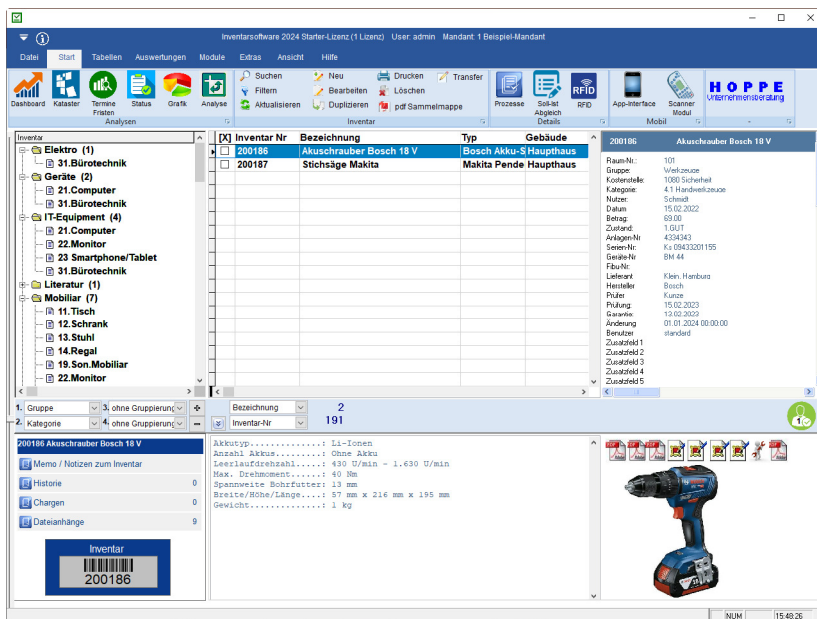 Inventarsoftware 2024 Starter-Lizenz (1 Lizenz) User: admin Mandant: 1 Beispiel-Mandant
Datei Start Tabellen Auswertungen Module Extras Ansicht Hilfe
Dashboard Kataster Termine Fristen Status Grafik Analyse
Analysen
Suchen Neu Drucken Transfer
Filtern Bearbeiten Löschen
Aktualisieren Duplizieren pdf Sammelmappe
Inventar
Prozesse Soll-Ist Abgleich RFID RFID
Details
App-Interface Scanner Modul
Mobil
HOPPE
Unternehmensberatung
Inventar
Elektro (1)
31.Bürotechnik
Geräte (2)
21.Computer
31.Bürotechnik
IT-Equipment (4)
21.Computer
22.Monitor
23 Smartphone/Tablet
31.Bürotechnik
Literatur (1)
Mobiliar (7)
11.Tisch
12.Schrank
13.Stuhl
14.Regal
19.Son.Mobiliar
22.Monitor
[X] Inventar Nr Bezeichnung Typ Gebäude
200186 Akuschrauber Bosch 18 V Bosch Akku-S Haupthaus
200187 Stichsäge Makita Makita Pende Haupthaus
200186 Akuschrauber Bosch 18 V
Raum-Nr.: 101
Gruppe: Werkzeuge
Kostenstelle: 1080 Sicherheit
Kategorie: 4.1 Handwerkzeuge
Nutzer: Schmidt
Datum 15.02.2022
Betrag: 69.00
Zustand: 1.GUT
Anlagen-Nr 4334343
Serien-Nr: Ks 09433201155
Geräte-Nr BM 44
Fibu-Nr:
Lieferant Klein, Hamburg
Hersteller Bosch
Prüfer Kunze
Prüfung: 15.02.2023
Garantie: 13.02.2023
Änderung 01.01.2024 00:00:00
Benutzer standard
Zusatzfeld 1
Zusatzfeld 2
Zusatzfeld 3
Zusatzfeld 4
Zusatzfeld 5
1. Gruppe 3. ohne Gruppierung
2. Kategorie 4. ohne Gruppierung
Bezeichnung 2
Inventar-Nr 191
1
200186 Akuschrauber Bosch 18 V
Memo / Notizen zum Inventar
Historie 0
Chargen 0
Dateianhänge 9
Inventar
200186
Akkutyp..............: Li-Ionen
Anzahl Akkus.........: Ohne Akku
Leerlaufdrehzahl.....: 430 U/min - 1.630 U/min
Max. Drehmoment......: 40 Nm
Spannweite Bohrfutter: 13 mm
Breite/Höhe/Länge....: 57 mm x 216 mm x 195 mm
Gewicht..............: 1 kg
NUM 15:48:26